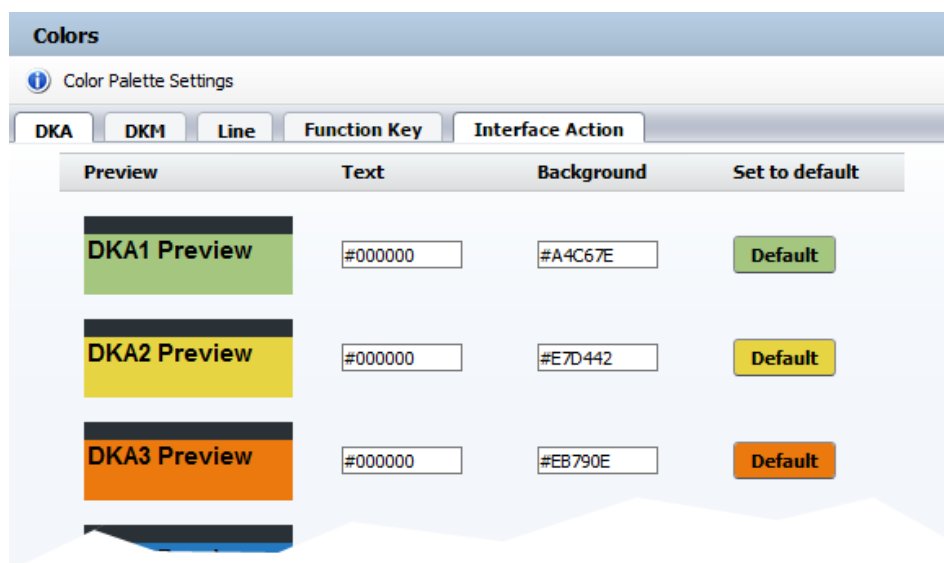 Colors
Color Palette Settings
DKA DKM Line Function Key Interface Action
Preview Text Background Set to default
DKA1 Preview #000000 #A4C67E Default
DKA2 Preview #000000 #E7D442 Default
DKA3 Preview #000000 #EB790E Default